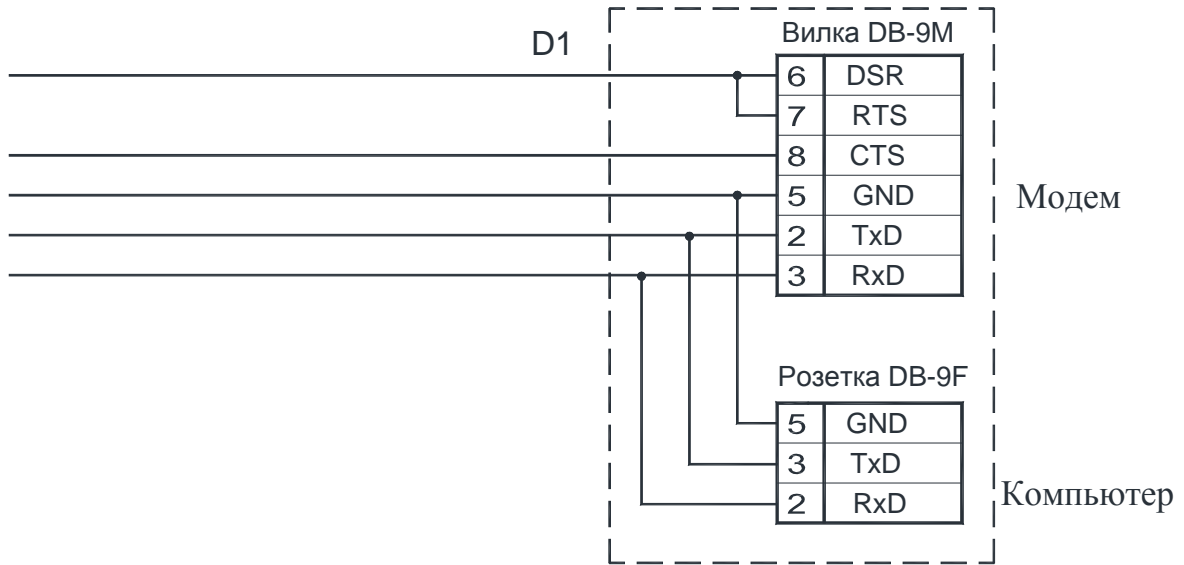 D1
Вилка DB-9M
6 DSR
7 RTS
8 CTS
5 GND
2 TxD
3 RxD
Модем
Розетка DB-9F
5 GND
3 TxD
2 RxD
Компьютер